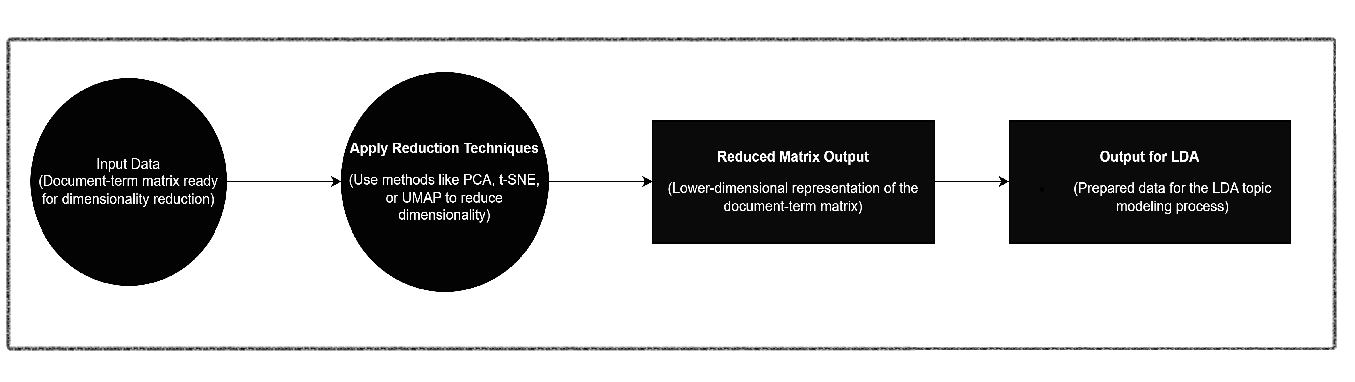 Input Data
(Document-term matrix ready
for dimensionality reduction)
Apply Reduction Techniques
(Use methods like PCA, t-SNE,
or UMAP to reduce
dimensionality)
Reduced Matrix Output
(Lower-dimensional representation of the
document-term matrix)
Output for LDA
(Prepared data for the LDA topic
modeling process)